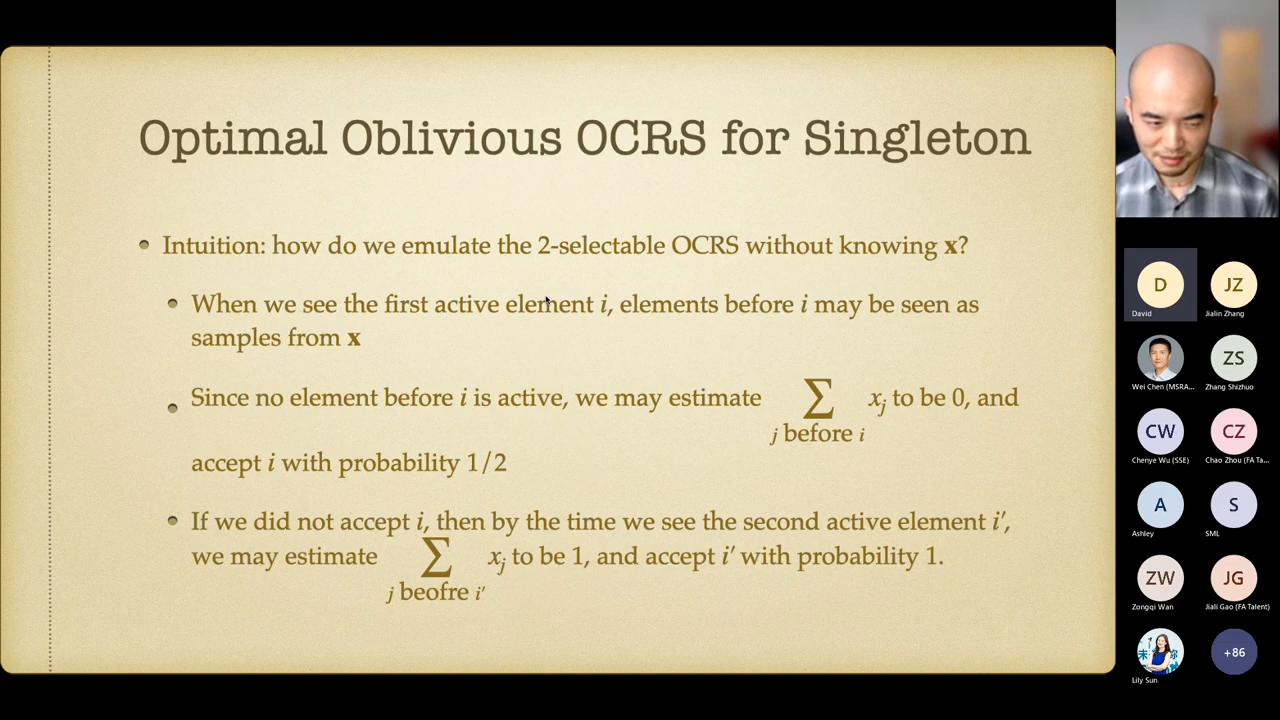 Optimal Oblivious OCRS for Singleton
Intuition: how do we emulate the 2-selectable OCRS without knowing x?
When we see the first active element i, elements before i may be seen as
samples from x
Since no element before i is active, we may estimate ∑ xj to be 0, and
j before i
accept i with probability 1/2
If we did not accept i, then by the time we see the second active element i′,
we may estimate ∑ xj to be 1, and accept i′ with probability 1.
j beofre i′
D
David
JZ
Jialin Zhang
Wei Chen (MSRA...
ZS
Zhang Shizhuo
CW
Chenye Wu (SSE)
CZ
Chao Zhou (FA Ta...
A
Ashley
S
SML
ZW
Zongqi Wan
JG
Jiali Gao (FA Talent)
Lily Sun
+86